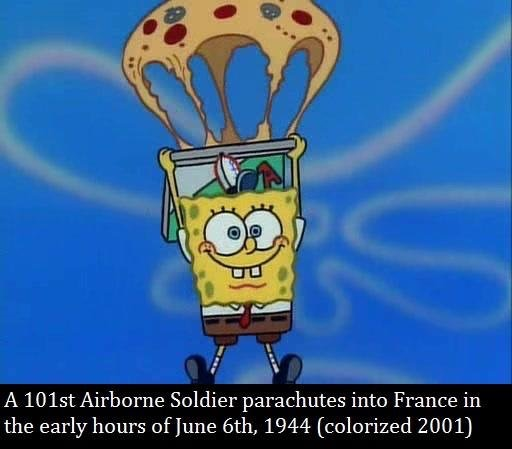 A 101st Airborne Soldier parachutes into France in
the early hours of June 6th, 1944 (colorized 2001)